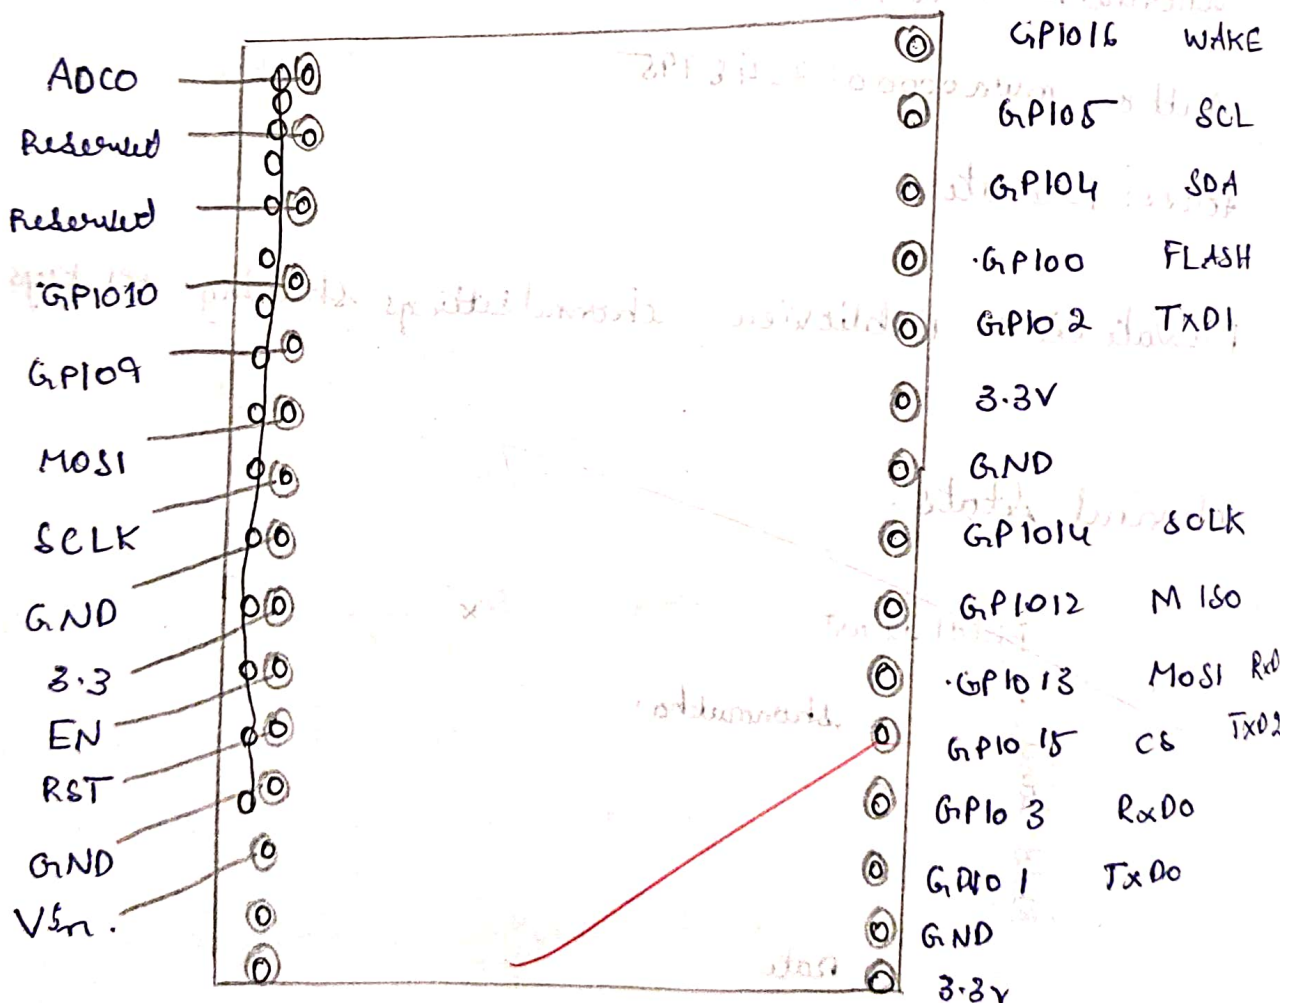 ADC0
Reserved
Reserved
GPIO10
GPIO9
MOSI
SCLK
GND
3.3
EN
RST
GND
Vin.
GPIO16 WAKE
GPIO5 SCL
GPIO4 SDA
GPIO0 FLASH
GPIO2 TXD1
3.3V
GND
GPIO14 SCLK
GPIO12 MISO
GPIO13 MOSI RxD
GPIO15 CS TXD2
GPIO3 RxD0
GPIO1 TxD0
GND
3.3V